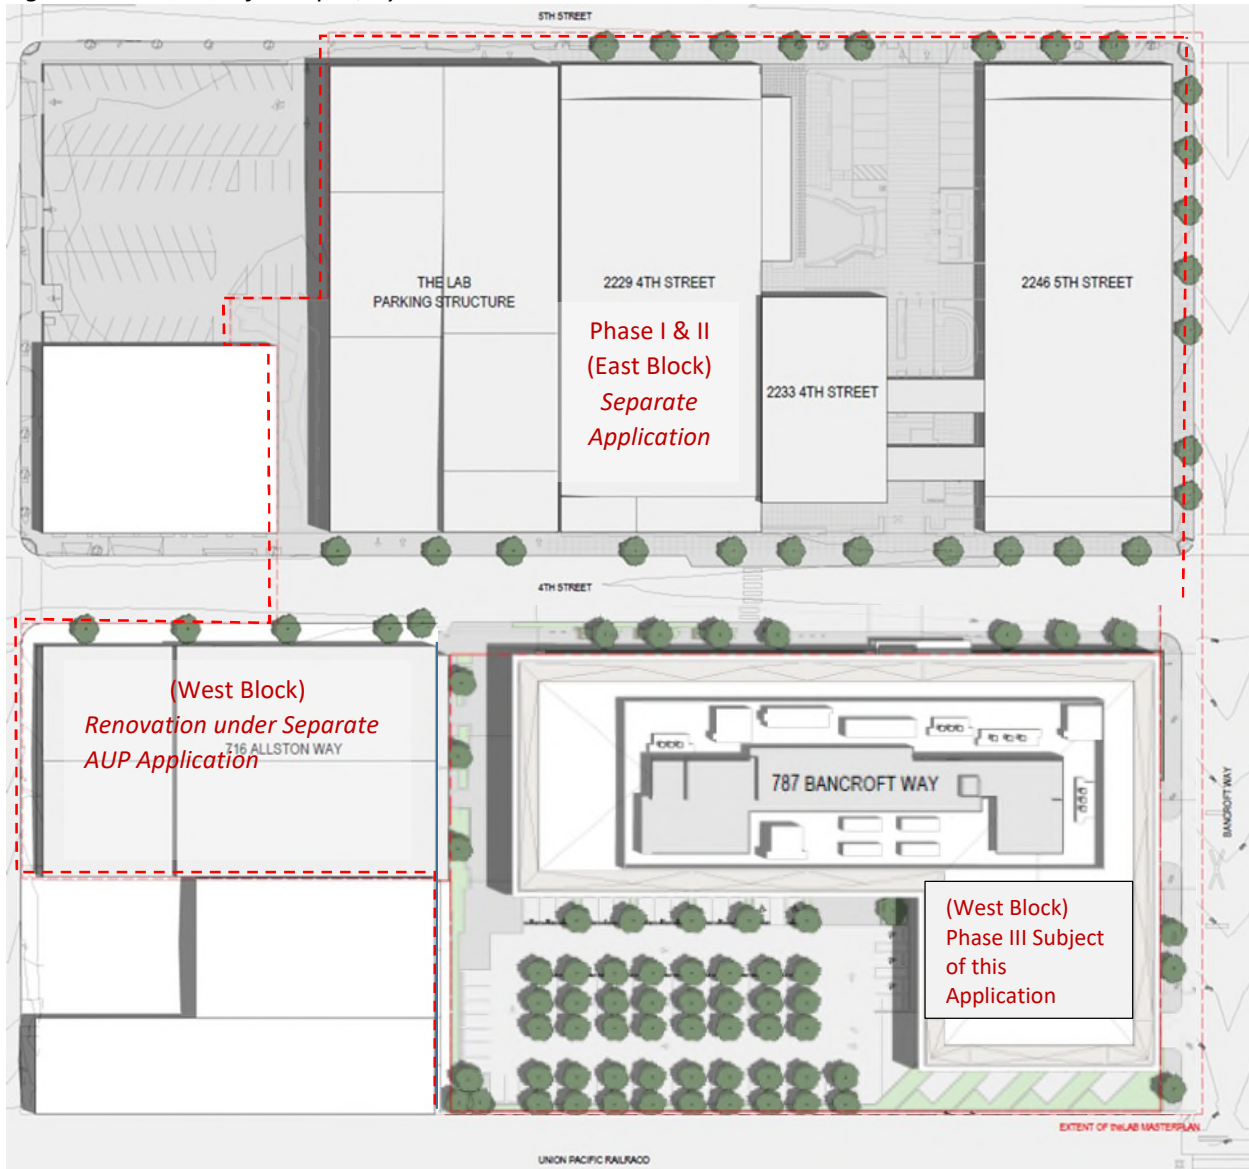 5TH STREET
THE LAB
PARKING STRUCTURE
2229 4TH STREET
2246 5TH STREET
Phase I & II
(East Block)
Separate
Application
2233 4TH STREET
4TH STREET
(West Block)
Renovation under Separate
716 ALLSTON WAY
AUP Application
787 BANCROFT WAY
BANCROFT WAY
(West Block)
Phase III Subject
of this
Application
EXTENT OF theLAB MASTERPLAN
UNION PACIFIC RAILRACO